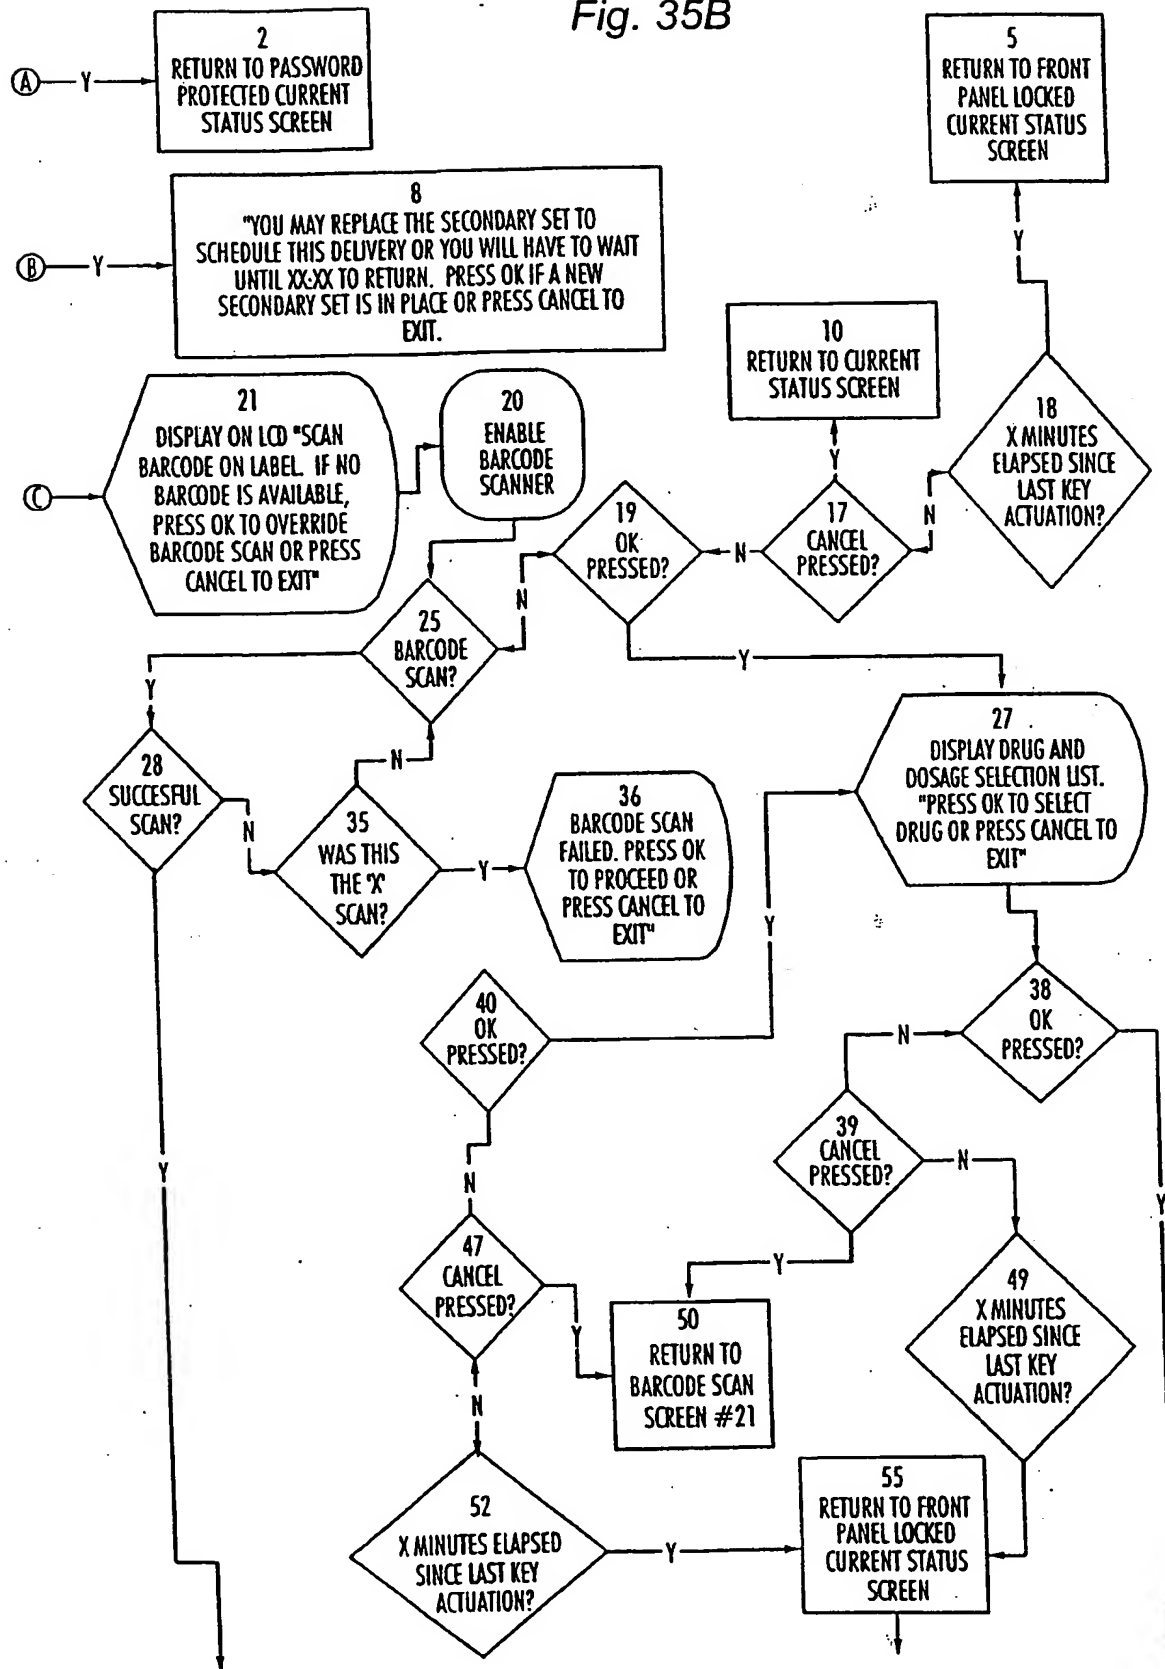 Fig. 35B
2
RETURN TO PASSWORD
PROTECTED CURRENT
STATUS SCREEN
A
Y
5
RETURN TO FRONT
PANEL LOCKED
CURRENT STATUS
SCREEN
Y
8
"YOU MAY REPLACE THE SECONDARY SET TO
SCHEDULE THIS DELIVERY OR YOU WILL HAVE TO WAIT
UNTIL XX:XX TO RETURN. PRESS OK IF A NEW
SECONDARY SET IS IN PLACE OR PRESS CANCEL TO
EXIT.
B
Y
10
RETURN TO CURRENT
STATUS SCREEN
Y
18
X MINUTES
ELAPSED SINCE
LAST KEY
ACTUATION?
N
21
DISPLAY ON LCD "SCAN
BARCODE ON LABEL. IF NO
BARCODE IS AVAILABLE,
PRESS OK TO OVERRIDE
BARCODE SCAN OR PRESS
CANCEL TO EXIT"
C
20
ENABLE
BARCODE
SCANNER
19
OK
PRESSED?
N
17
CANCEL
PRESSED?
N
25
BARCODE
SCAN?
Y
Y
28
SUCCESFUL
SCAN?
N
N
35
WAS THIS
THE 'X'
SCAN?
Y
36
BARCODE SCAN
FAILED. PRESS OK
TO PROCEED OR
PRESS CANCEL TO
EXIT"
27
DISPLAY DRUG AND
DOSAGE SELECTION LIST.
"PRESS OK TO SELECT
DRUG OR PRESS CANCEL TO
EXIT"
Y
40
OK
PRESSED?
38
OK
PRESSED?
N
39
CANCEL
PRESSED?
N
Y
Y
N
47
CANCEL
PRESSED?
Y
Y
50
RETURN TO
BARCODE SCAN
SCREEN #21
49
X MINUTES
ELAPSED SINCE
LAST KEY
ACTUATION?
N
52
X MINUTES ELAPSED
SINCE LAST KEY
ACTUATION?
Y
55
RETURN TO FRONT
PANEL LOCKED
CURRENT STATUS
SCREEN